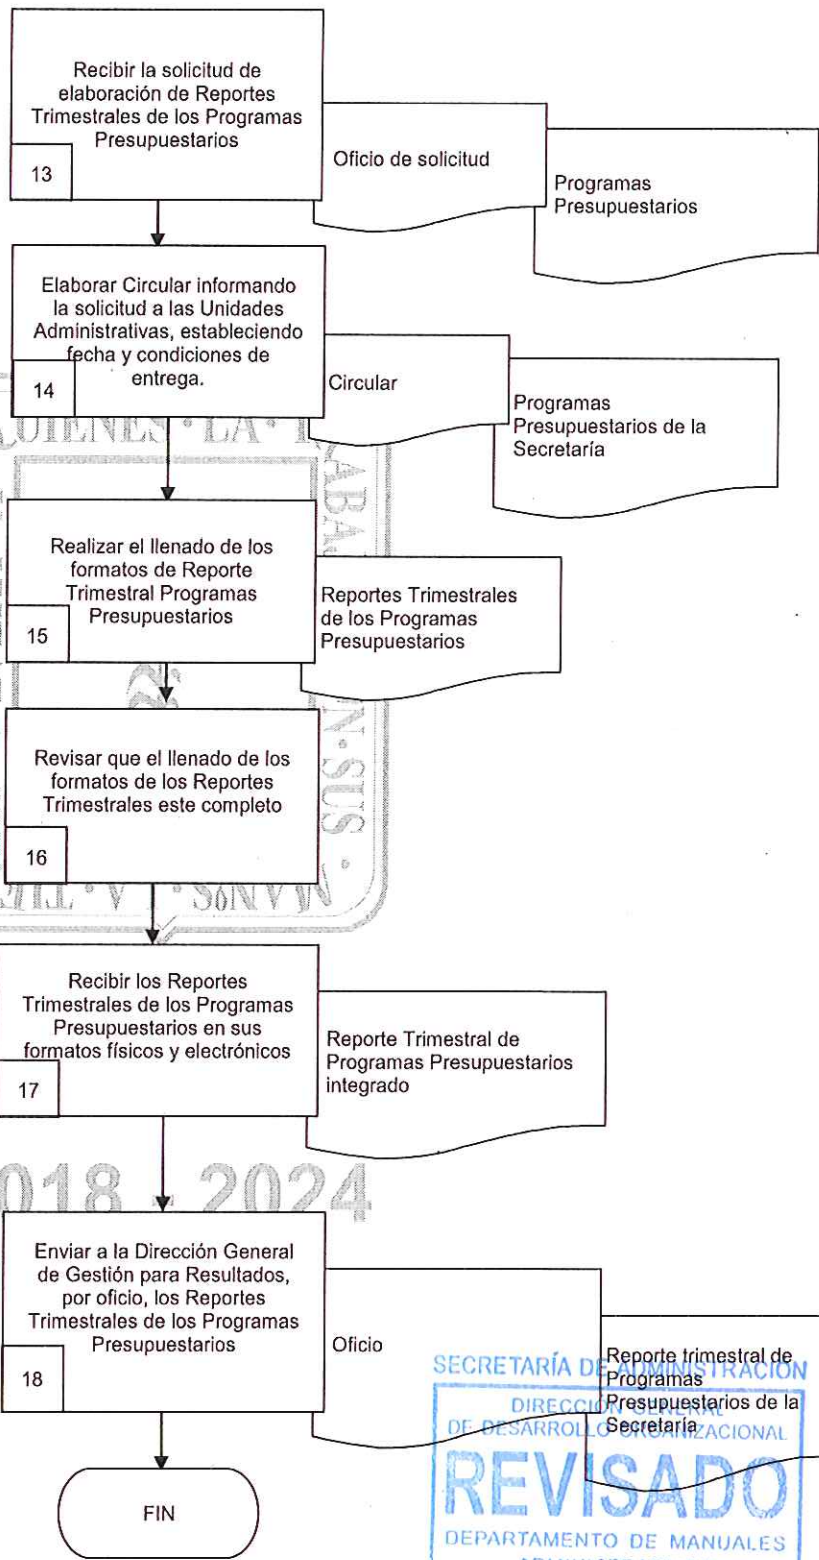 Recibir la solicitud de
elaboración de Reportes
Trimestrales de los Programas
Presupuestarios
13
Oficio de solicitud
Programas
Presupuestarios
Elaborar Circular informando
la solicitud a las Unidades
Administrativas, estableciendo
fecha y condiciones de
entrega.
14
Circular
Programas
Presupuestarios de la
Secretaría
QUIENES · LA · T
Realizar el llenado de los
formatos de Reporte
Trimestral Programas
Presupuestarios
15
Reportes Trimestrales
de los Programas
Presupuestarios
Revisar que el llenado de los
formatos de los Reportes
Trimestrales este completo
16
SUS · MANOS ·
Recibir los Reportes
Trimestrales de los Programas
Presupuestarios en sus
formatos físicos y electrónicos
17
Reporte Trimestral de
Programas Presupuestarios
integrado
018 - 2024
Enviar a la Dirección General
de Gestión para Resultados,
por oficio, los Reportes
Trimestrales de los Programas
Presupuestarios
18
Oficio
Reporte trimestral de
Programas
Presupuestarios de la
Secretaría
SECRETARÍA DE ADMINISTRACIÓN
DIRECCIÓN GENERAL
DE DESARROLLO ORGANIZACIONAL
REVISADO
DEPARTAMENTO DE MANUALES
FIN